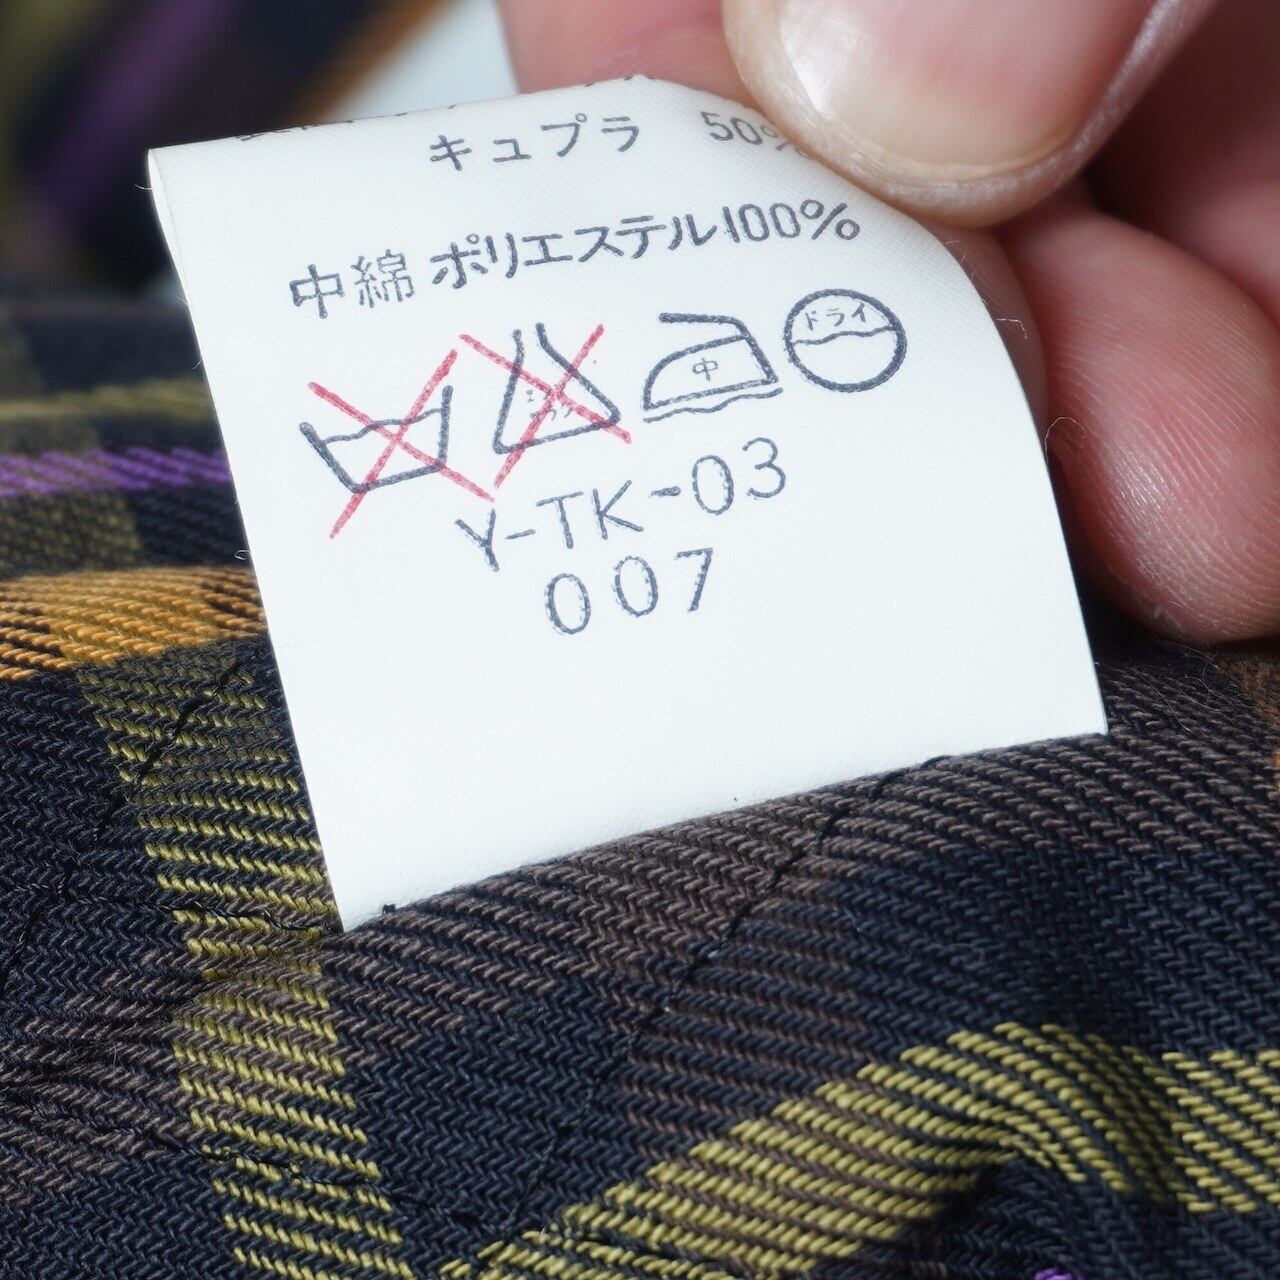 キュプラ 50%
中綿 ポリエステル100%
中
ドライ
Y-TK-03
007